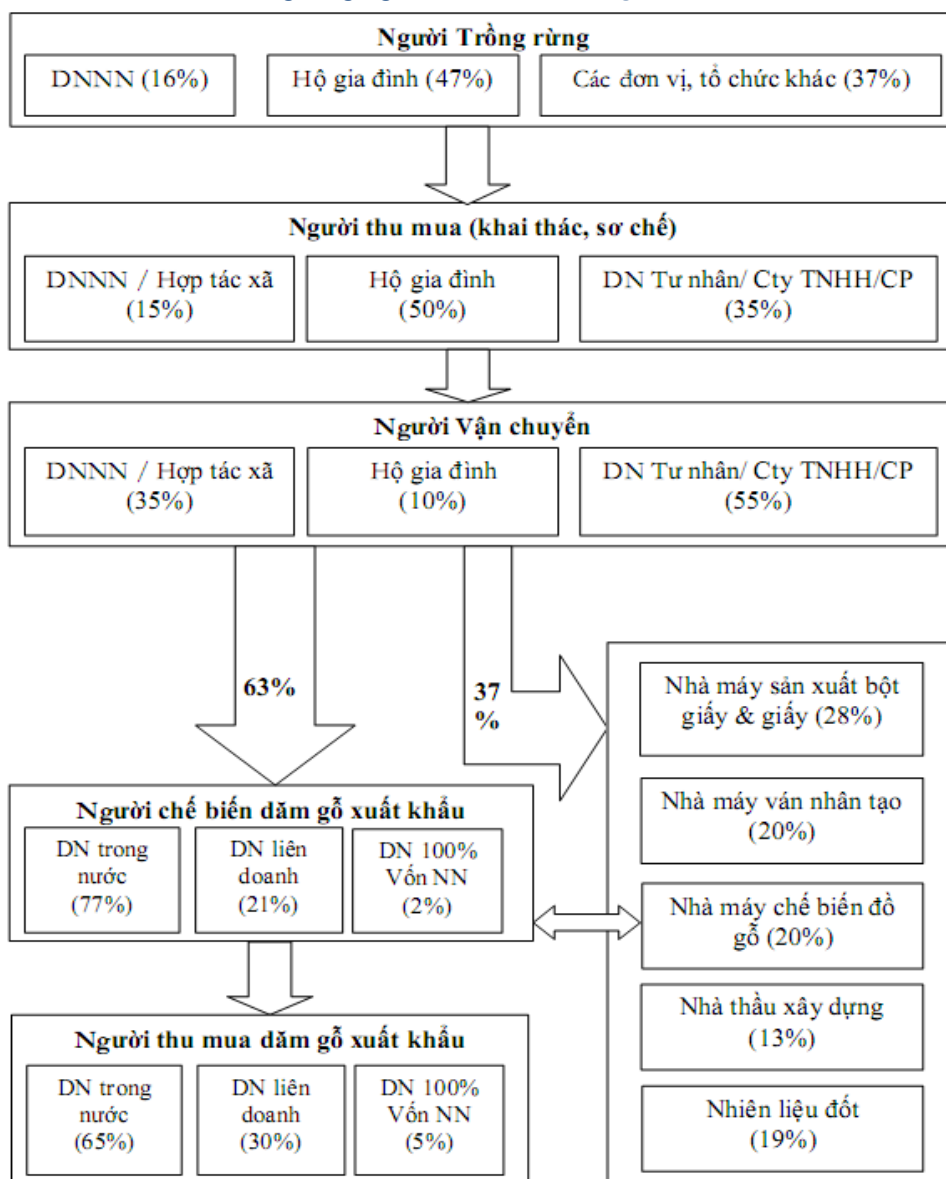 Người Trồng rừng
DNNN (16%)
Hộ gia đình (47%)
Các đơn vị, tổ chức khác (37%)
Người thu mua (khai thác, sơ chế)
DNNN / Hợp tác xã
(15%)
Hộ gia đình
(50%)
DN Tư nhân/ Cty TNHH/CP
(35%)
Người Vận chuyển
DNNN / Hợp tác xã
(35%)
Hộ gia đình
(10%)
DN Tư nhân/ Cty TNHH/CP
(55%)
63%
37
%
Người chế biến dăm gỗ xuất khẩu
DN trong
nước
(77%)
DN liên
doanh
(21%)
DN 100%
Vốn NN
(2%)
Người thu mua dăm gỗ xuất khẩu
DN trong
nước
(65%)
DN liên
doanh
(30%)
DN 100%
Vốn NN
(5%)
Nhà máy sản xuất bột
giấy & giấy (28%)
Nhà máy ván nhân tạo
(20%)
Nhà máy chế biến đồ
gỗ (20%)
Nhà thầu xây dựng
(13%)
Nhiên liệu đốt
(19%)